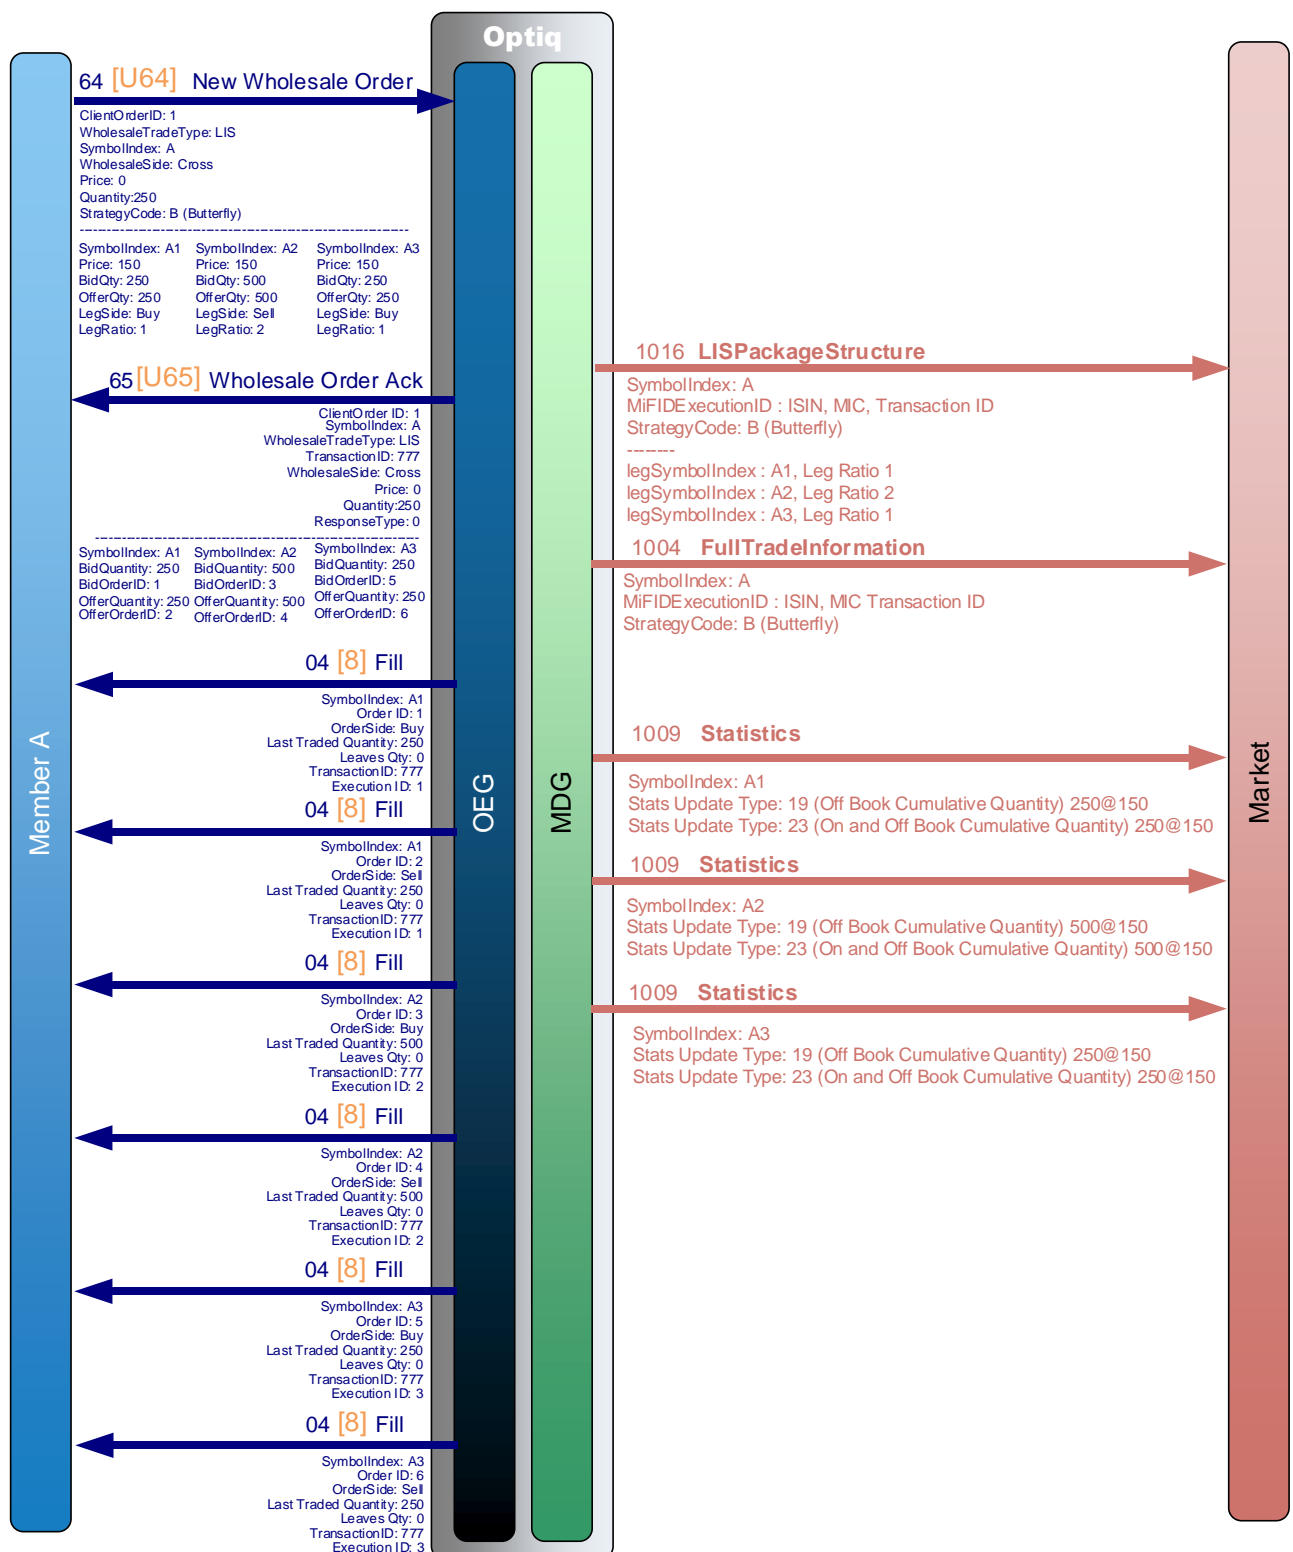 Optiq
64 [U64] New Wholesale Order
ClientOrderID: 1
WholesaleTradeType: LIS
SymbolIndex: A
WholesaleSide: Cross
Price: 0
Quantity:250
StrategyCode: B (Butterfly)
----------------------------------------------------------------------
SymbolIndex: A1 SymbolIndex: A2 SymbolIndex: A3
Price: 150 Price: 150 Price: 150
BidQty: 250 BidQty: 500 BidQty: 250
OfferQty: 250 OfferQty: 500 OfferQty: 250
LegSide: Buy LegSide: Sell LegSide: Buy
LegRatio: 1 LegRatio: 2 LegRatio: 1
65 [U65] Wholesale Order Ack
ClientOrder ID: 1
SymbolIndex: A
WholesaleTradeType: LIS
TransactionID: 777
WholesaleSide: Cross
Price: 0
Quantity:250
ResponseType: 0
----------------------------------------------------------------------
SymbolIndex: A1 SymbolIndex: A2 SymbolIndex: A3
BidQuantity: 250 BidQuantity: 500 BidQuantity: 250
BidOrderID: 1 BidOrderID: 3 BidOrderID: 5
OfferQuantity: 250 OfferQuantity: 500 OfferQuantity: 250
OfferOrderID: 2 OfferOrderID: 4 OfferOrderID: 6
04 [8] Fill
SymbolIndex: A1
Order ID: 1
OrderSide: Buy
Last Traded Quantity: 250
Leaves Qty: 0
TransactionID: 777
Execution ID: 1
04 [8] Fill
SymbolIndex: A1
Order ID: 2
OrderSide: Sell
Last Traded Quantity: 250
Leaves Qty: 0
TransactionID: 777
Execution ID: 1
04 [8] Fill
SymbolIndex: A2
Order ID: 3
OrderSide: Buy
Last Traded Quantity: 500
Leaves Qty: 0
TransactionID: 777
Execution ID: 2
04 [8] Fill
SymbolIndex: A2
Order ID: 4
OrderSide: Sell
Last Traded Quantity: 500
Leaves Qty: 0
TransactionID: 777
Execution ID: 2
04 [8] Fill
SymbolIndex: A3
Order ID: 5
OrderSide: Buy
Last Traded Quantity: 250
Leaves Qty: 0
TransactionID: 777
Execution ID: 3
04 [8] Fill
SymbolIndex: A3
Order ID: 6
OrderSide: Sell
Last Traded Quantity: 250
Leaves Qty: 0
TransactionID: 777
Execution ID: 3
Member A
OEG
MDG
1016 LISPackageStructure
SymbolIndex: A
MiFIDExecutionID : ISIN, MIC, Transaction ID
StrategyCode: B (Butterfly)
--------
legSymbolIndex : A1, Leg Ratio 1
legSymbolIndex : A2, Leg Ratio 2
legSymbolIndex : A3, Leg Ratio 1
1004 FullTradeInformation
SymbolIndex: A
MiFIDExecutionID : ISIN, MIC Transaction ID
StrategyCode: B (Butterfly)
1009 Statistics
SymbolIndex: A1
Stats Update Type: 19 (Off Book Cumulative Quantity) 250@150
Stats Update Type: 23 (On and Off Book Cumulative Quantity) 250@150
1009 Statistics
SymbolIndex: A2
Stats Update Type: 19 (Off Book Cumulative Quantity) 500@150
Stats Update Type: 23 (On and Off Book Cumulative Quantity) 500@150
1009 Statistics
SymbolIndex: A3
Stats Update Type: 19 (Off Book Cumulative Quantity) 250@150
Stats Update Type: 23 (On and Off Book Cumulative Quantity) 250@150
Market